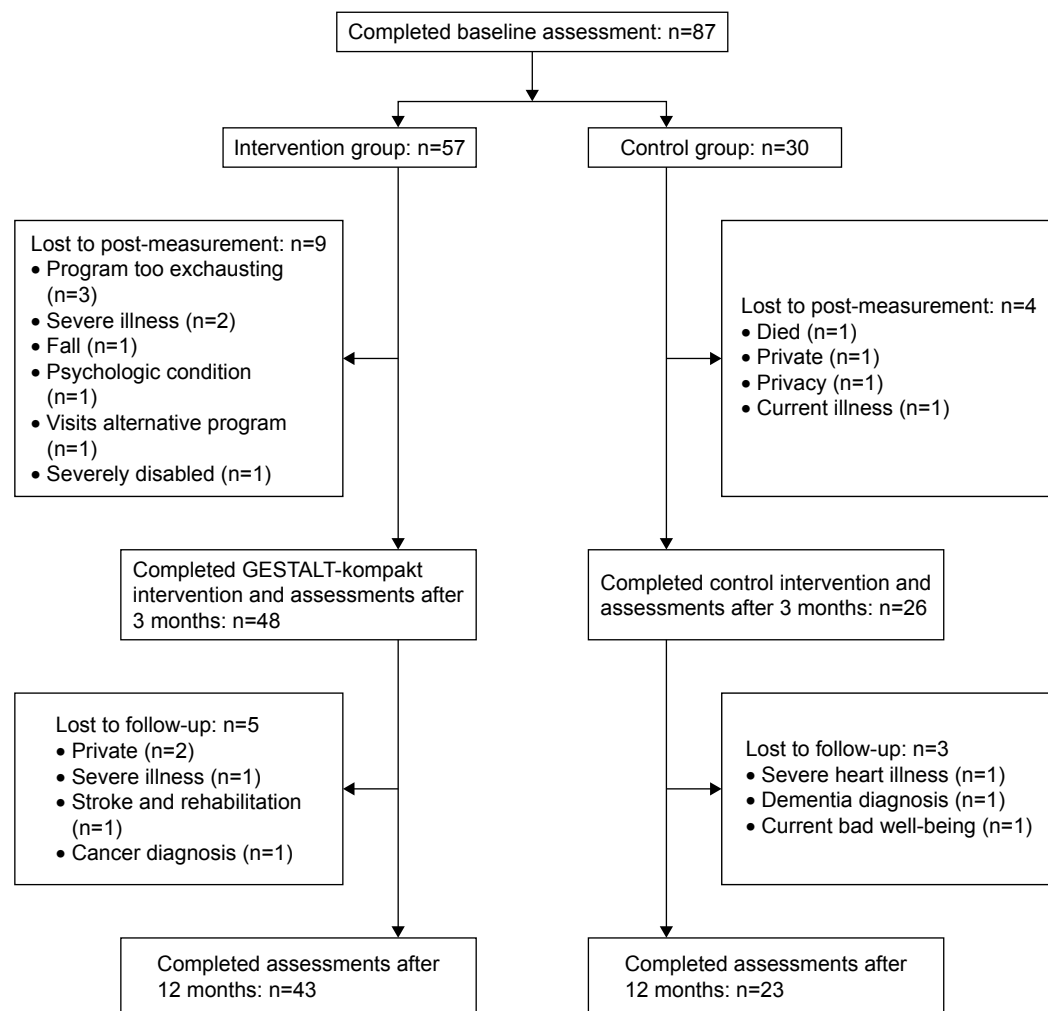 Completed baseline assessment: n=87
Intervention group: n=57
Control group: n=30
Lost to post-measurement: n=9
• Program too exchausting
(n=3)
• Severe illness (n=2)
• Fall (n=1)
• Psychologic condition
(n=1)
• Visits alternative program
(n=1)
• Severely disabled (n=1)
Lost to post-measurement: n=4
• Died (n=1)
• Private (n=1)
• Privacy (n=1)
• Current illness (n=1)
Completed GESTALT-kompakt
intervention and assessments after
3 months: n=48
Completed control intervention and
assessments after 3 months: n=26
Lost to follow-up: n=5
• Private (n=2)
• Severe illness (n=1)
• Stroke and rehabilitation
(n=1)
• Cancer diagnosis (n=1)
Lost to follow-up: n=3
• Severe heart illness (n=1)
• Dementia diagnosis (n=1)
• Current bad well-being (n=1)
Completed assessments after
12 months: n=43
Completed assessments after
12 months: n=23